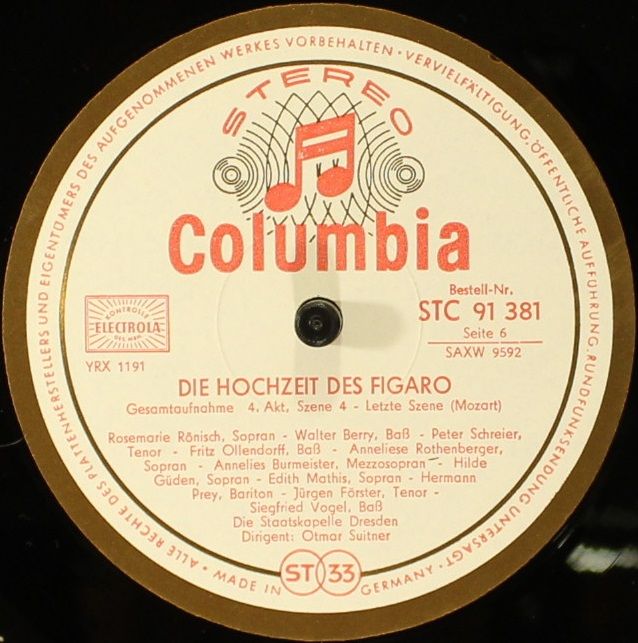 ALLE RECHTE DES PLATTENHERSTELLERS UND EIGENTÜMERS DES AUFGENOMMENEN WERKES VORBEHALTEN · VERVIELFÄLTIGUNG, ÖFFENTLICHE AUFFÜHRUNG, RUNDFUNKSENDUNG UNTERSAGT ·
STEREO
Columbia
KONTROLLE
ELECTROLA
YRX 1191
Bestell-Nr.
STC 91 381
Seite 6
SAXW 9592
DIE HOCHZEIT DES FIGARO
Gesamtaufnahme 4. Akt, Szene 4 - Letzte Szene (Mozart)
Rosemarie Rönisch, Sopran - Walter Berry, Baß - Peter Schreier,
Tenor - Fritz Ollendorff, Baß - Anneliese Rothenberger,
Sopran - Annelies Burmeister, Mezzosopran - Hilde
Güden, Sopran - Edith Mathis, Sopran - Hermann
Prey, Bariton - Jürgen Förster, Tenor -
Siegfried Vogel, Baß
Die Staatskapelle Dresden
Dirigent: Otmar Suitner
MADE IN GERMANY
ST 33